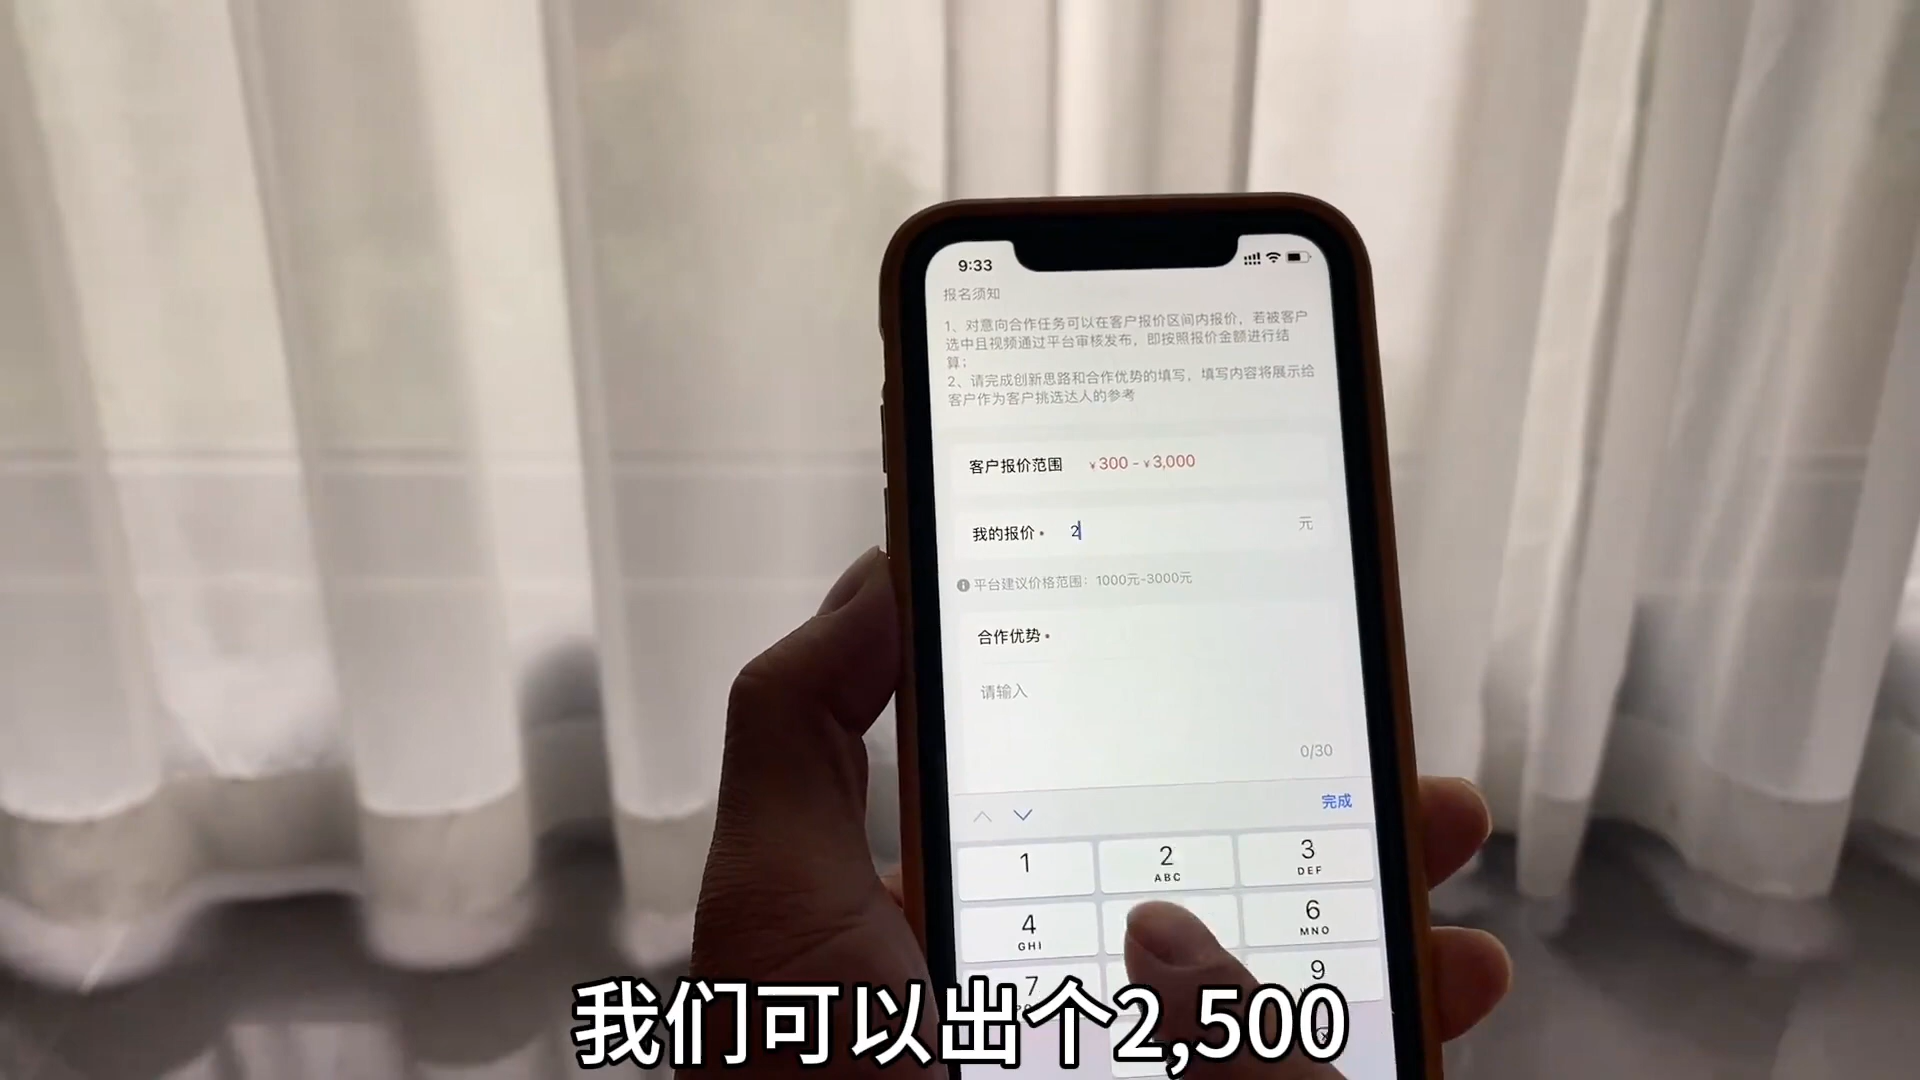 9:33
报名须知
1、对意向合作任务可以在客户报价区间内报价，若被客户
选中且视频通过平台审核发布，即按照报价金额进行结
算；
2、请完成创新思路和合作优势的填写，填写内容将展示给
客户作为客户挑选达人的参考
客户报价范围 ¥300 - ¥3,000
我的报价 2 元
平台建议价格范围：1000元-3000元
合作优势
请输入
0/30
完成
1 2 3
ABC DEF
4 6
GHI MNO
7 9
我们可以出个2,500